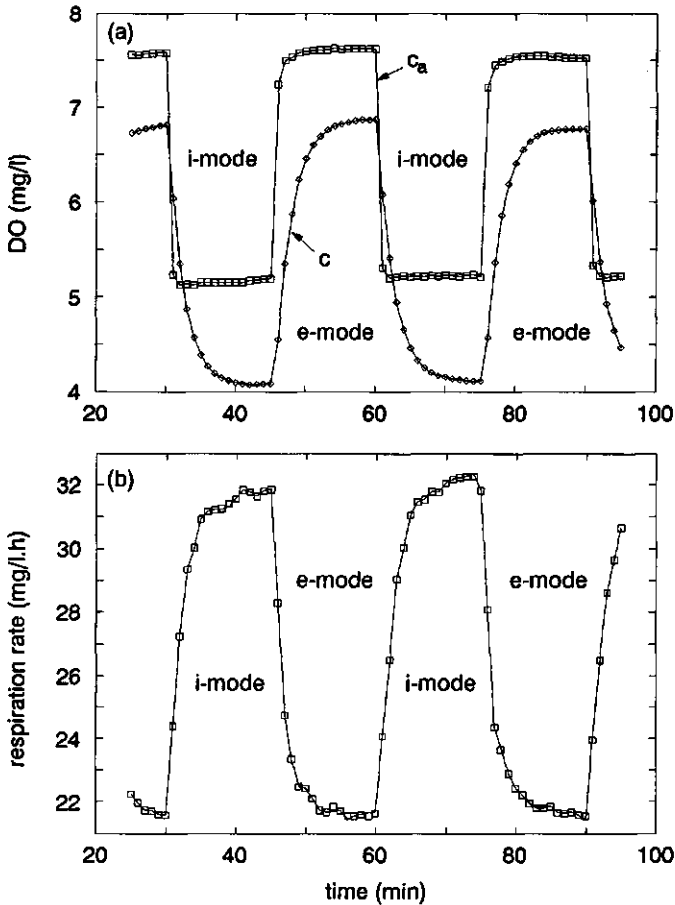 (a)
8
7
6
5
4
DO (mg/l)
c_a
i-mode
i-mode
c
e-mode
e-mode
20
40
60
80
100
(b)
32
30
28
26
24
22
respiration rate (mg/l.h)
e-mode
e-mode
i-mode
i-mode
20
40
60
80
100
time (min)